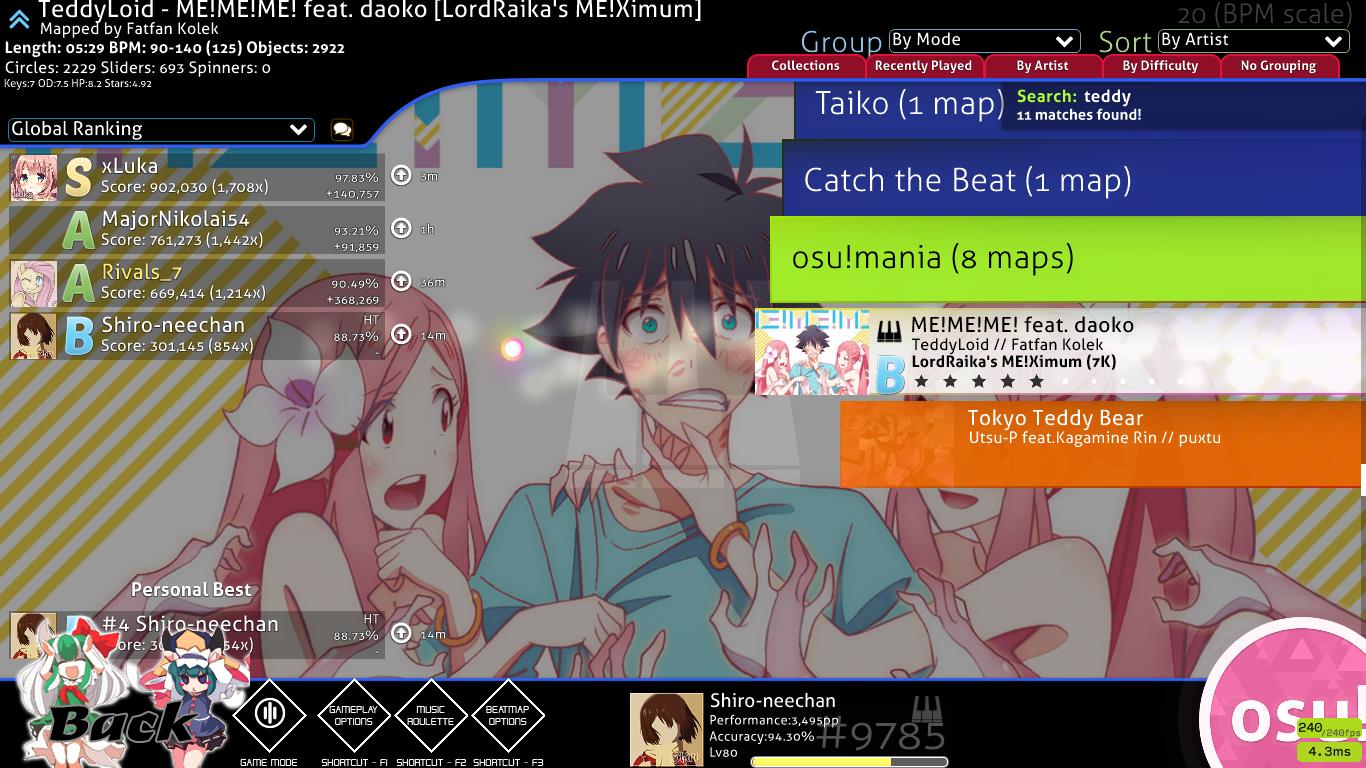 TeddyLoid - ME!ME!ME! feat. daoko [LordRaika's ME!Ximum]
Mapped by Fatfan Kolek
Length: 05:29 BPM: 90-140 (125) Objects: 2922
Circles: 2229 Sliders: 693 Spinners: 0
Keys:7 OD:7.5 HP:8.2 Stars:4.92
20 (BPM scale)
Group By Mode Sort By Artist
Collections Recently Played By Artist By Difficulty No Grouping
Search: teddy
11 matches found!
Global Ranking
xLuka
Score: 902,030 (1,708x)
97.83%
+140,757
3m
MajorNikolai54
Score: 761,273 (1,442x)
93.21%
+91,859
1h
Rivals_7
Score: 669,414 (1,214x)
90.49%
+368,269
36m
Shiro-neechan
Score: 301,145 (854x)
HT
88.73%
-
14m
S
A
A
B
Taiko (1 map)
Catch the Beat (1 map)
osu!mania (8 maps)
ME!ME!ME! feat. daoko
TeddyLoid // Fatfan Kolek
LordRaika's ME!Ximum (7K)
B
Tokyo Teddy Bear
Utsu-P feat.Kagamine Rin // puxtu
Personal Best
#4 Shiro-neechan
HT
88.73%
-
14m
Back
GAME MODE
GAMEPLAY OPTIONS
SHORTCUT - F1
MUSIC ROULETTE
SHORTCUT - F2
BEATMAP OPTIONS
SHORTCUT - F3
Shiro-neechan
Performance:3,495pp
Accuracy:94.30%
Lv80
#9785
osu!
240/240fps
4.3ms